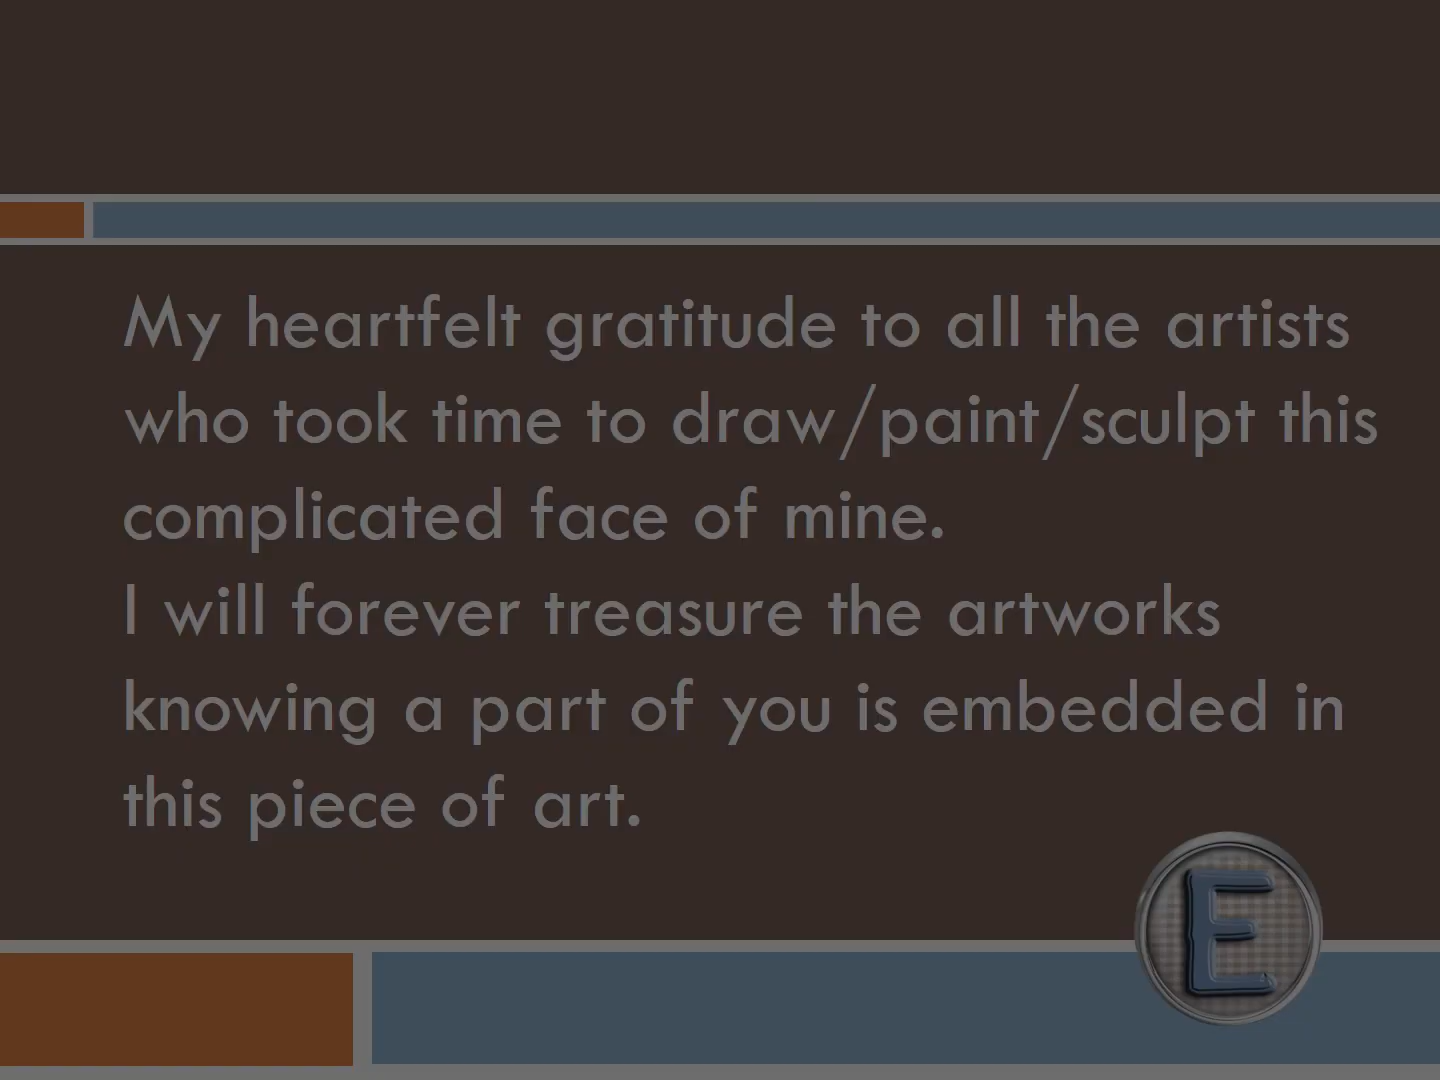 My heartfelt gratitude to all the artists
who took time to draw/paint/sculpt this
complicated face of mine.
I will forever treasure the artworks
knowing a part of you is embedded in
this piece of art.
E